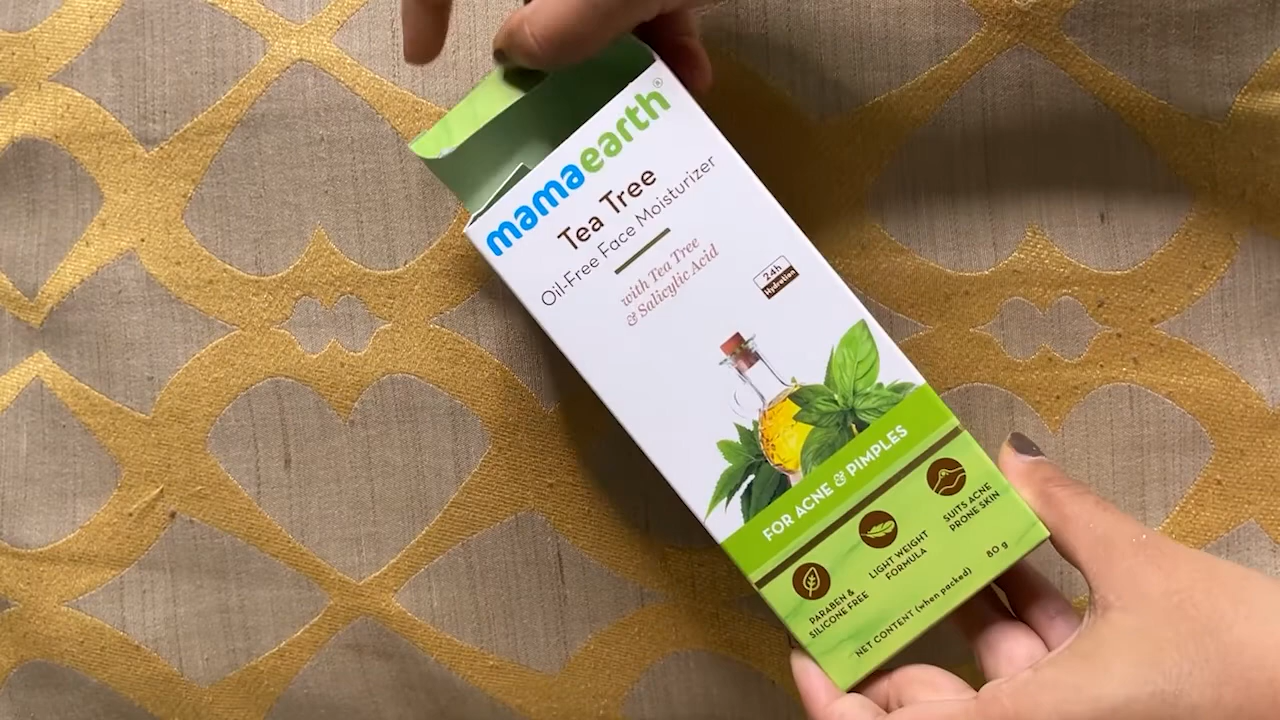 mamaearth®
Tea Tree
Oil-Free Face Moisturizer
with Tea Tree
& Salicylic Acid
24h
Hydration
FOR ACNE & PIMPLES
PARABEN &
SILICONE FREE
LIGHT WEIGHT
FORMULA
SUITS ACNE
PRONE SKIN
NET CONTENT (when packed)
80 g